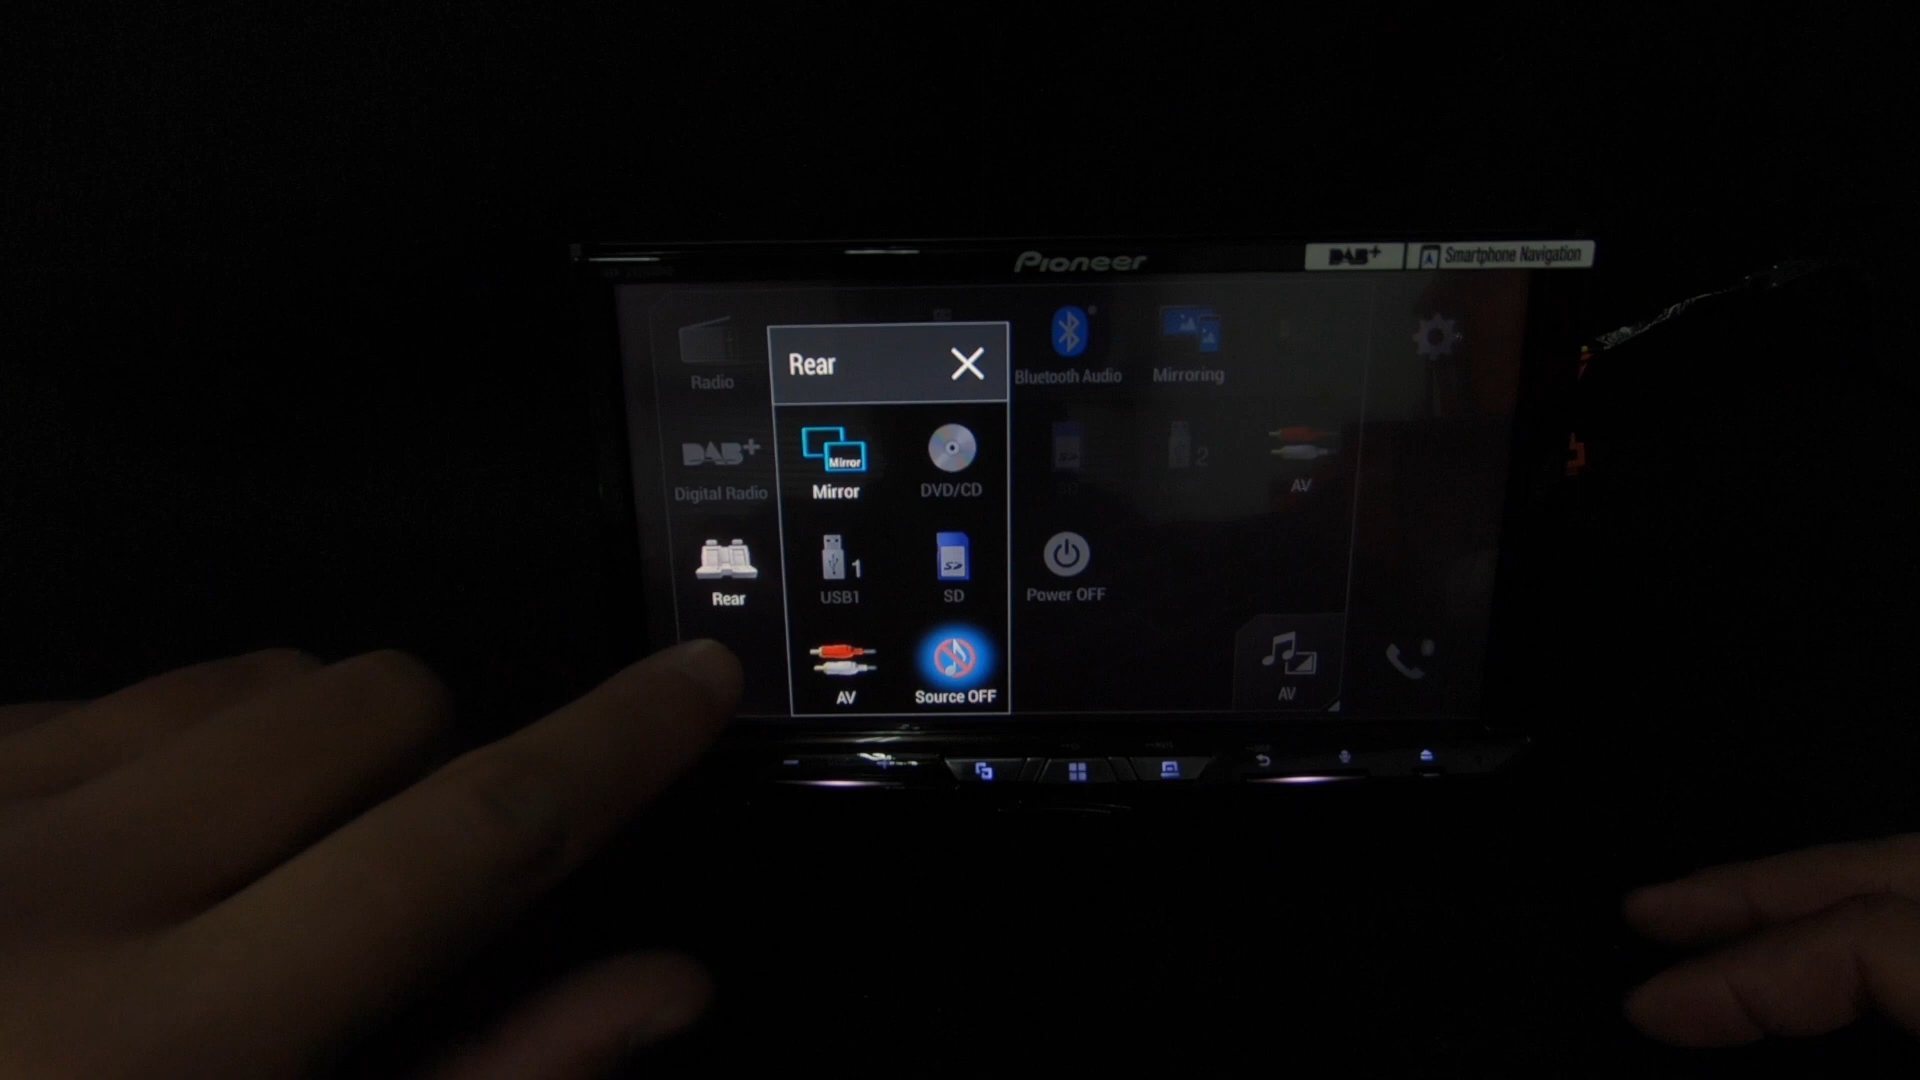 Pioneer
DAB+
Smartphone Navigation
Radio
Rear
Bluetooth Audio
Mirroring
DAB+
Digital Radio
Mirror
Mirror
DVD/CD
2
AV
Rear
1
USB1
SD
Power OFF
AV
Source OFF
AV